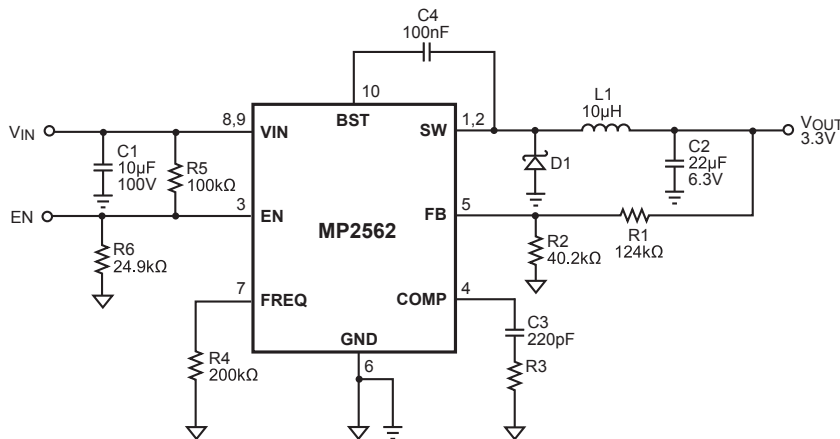 C4
100nF
10
8,9
1,2
L1
10µH
VIN
VIN
BST
SW
VOUT
3.3V
C1
10µF
100V
R5
100kΩ
D1
C2
22µF
6.3V
EN
3
EN
MP2562
FB
5
R6
24.9kΩ
R2
40.2kΩ
R1
124kΩ
7
FREQ
COMP
4
C3
220pF
GND
6
R4
200kΩ
R3